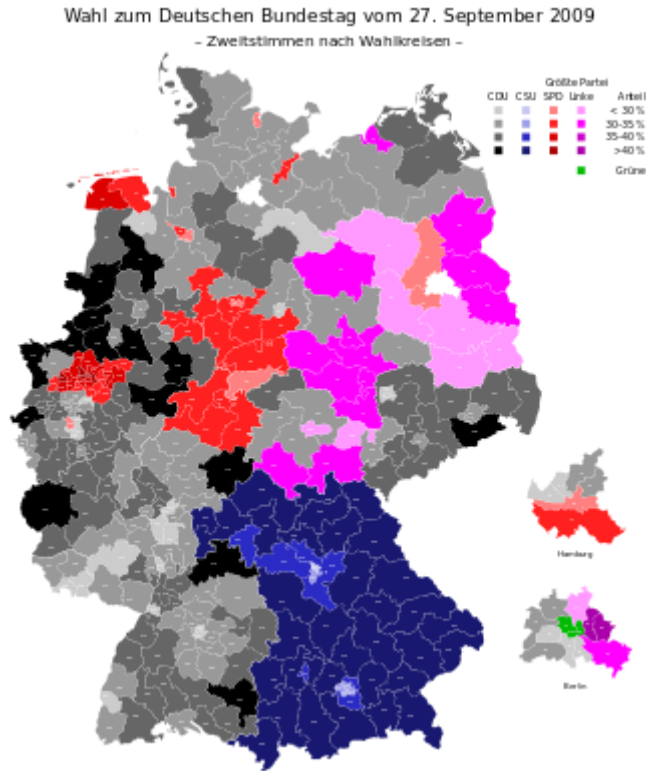 Wahl zum Deutschen Bundestag vom 27. September 2009
– Zweitstimmen nach Wahlkreisen –
Größte Partei
CDU CSU SPD Linke Anteil
< 30%
30-35%
35-40%
>40%
Grüne
Hamburg
Berlin